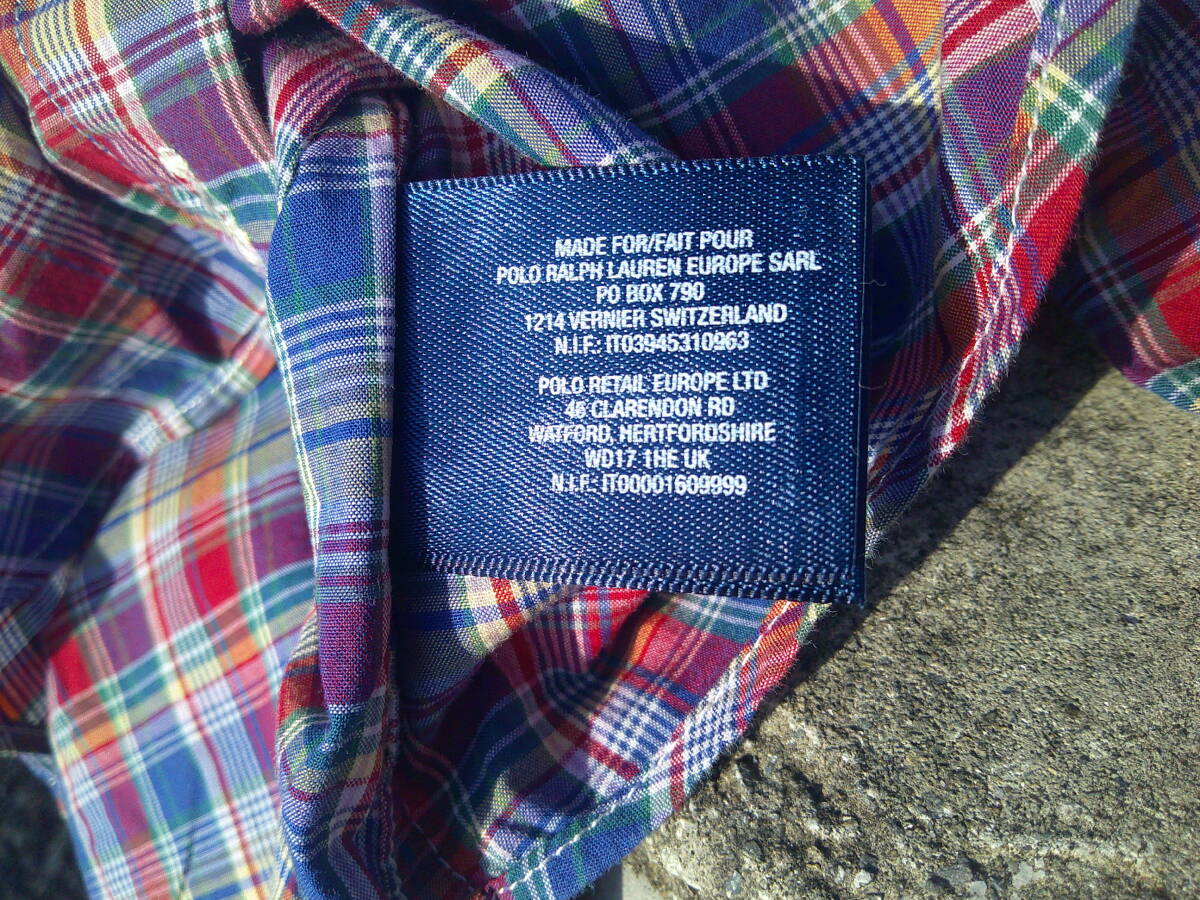 MADE FOR/FAIT POUR
POLO RALPH LAUREN EUROPE SARL
PO BOX 790
1214 VERNIER SWITZERLAND
N.I.F.: IT03945310963
POLO RETAIL EUROPE LTD
46 CLARENDON RD
WATFORD, HERTFORDSHIRE
WD17 1HE UK
N.I.F.: IT00001609999